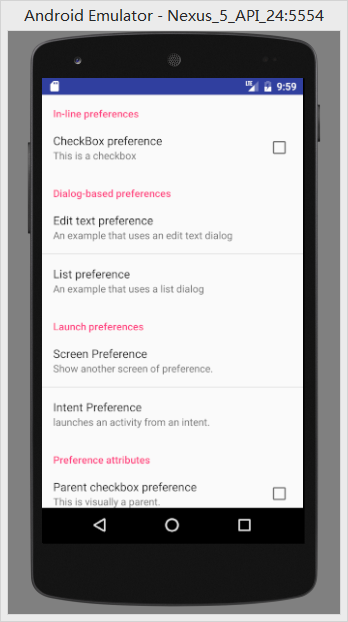 Android Emulator - Nexus_5_API_24:5554
LTE 9:59
In-line preferences
CheckBox preference
This is a checkbox
Dialog-based preferences
Edit text preference
An example that uses an edit text dialog
List preference
An example that uses a list dialog
Launch preferences
Screen Preference
Show another screen of preference.
Intent Preference
launches an activity from an intent.
Preference attributes
Parent checkbox preference
This is visually a parent.